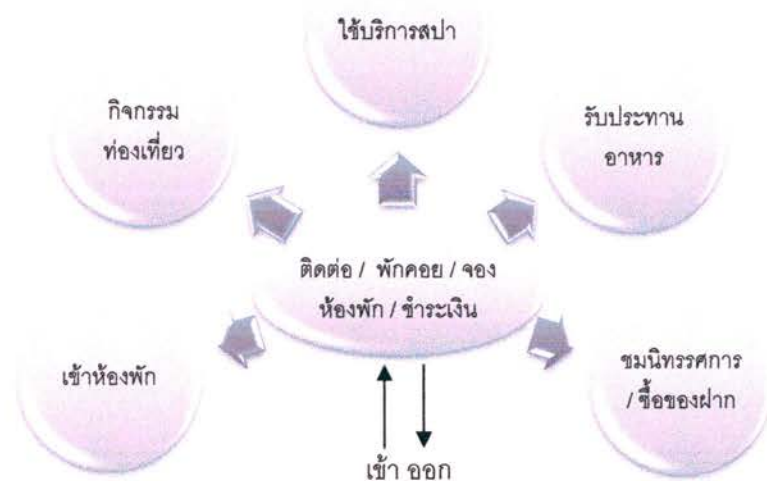 ใช้บริการสปา
กิจกรรม
ท่องเที่ยว
รับประทาน
อาหาร
ติดต่อ / พักคอย / จอง
ห้องพัก / ชำระเงิน
เข้าห้องพัก
ชมนิทรรศการ
/ ซื้อของฝาก
เข้า ออก